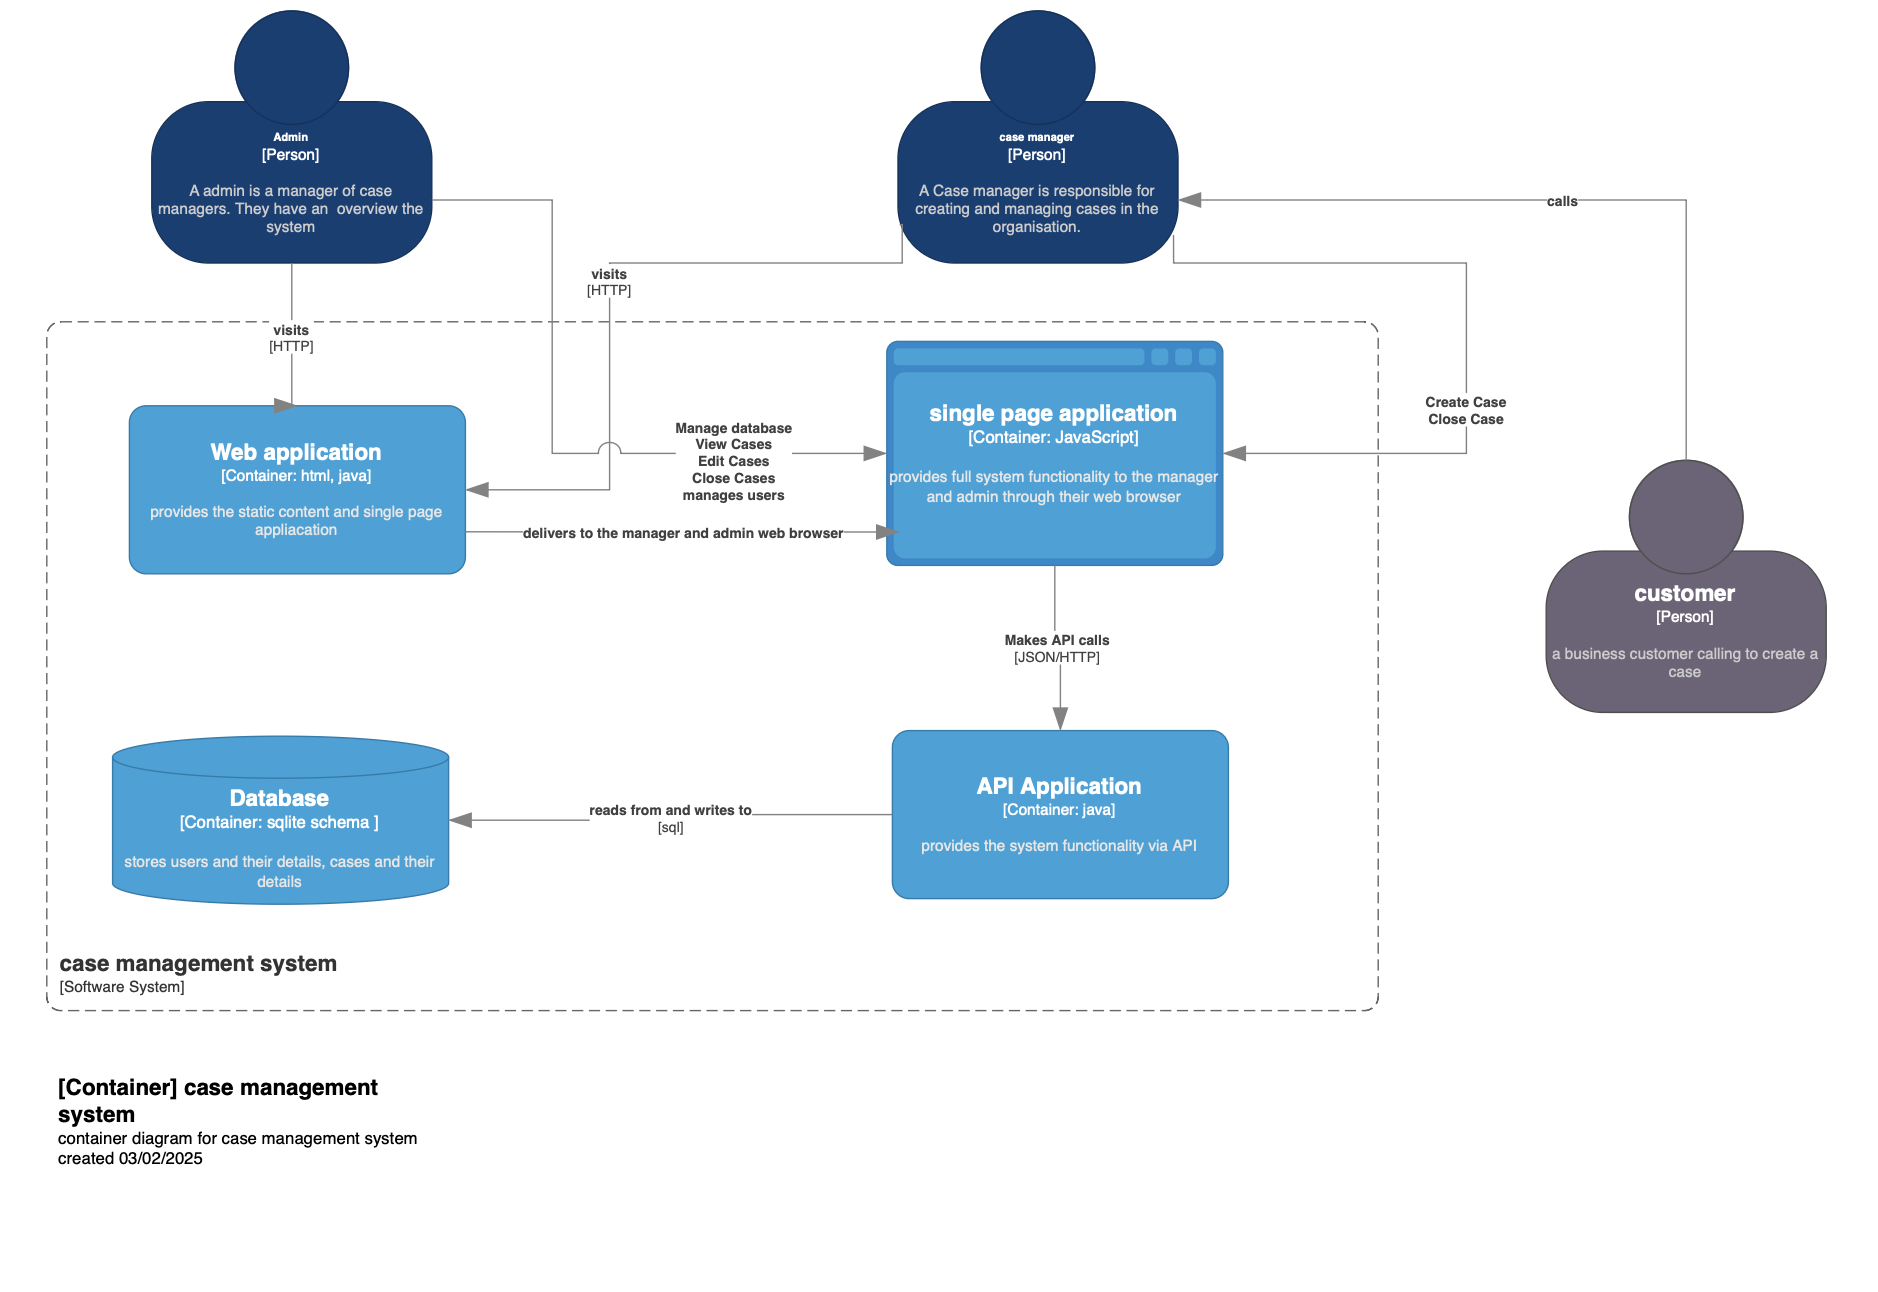 Admin
[Person]
A admin is a manager of case
managers. They have an  overview the
system
case manager
[Person]
A Case manager is responsible for
creating and managing cases in the
organisation.
calls
visits
[HTTP]
visits
[HTTP]
single page application
[Container: JavaScript]
provides full system functionality to the manager
and admin through their web browser
Create Case
Close Case
Manage database
View Cases
Edit Cases
Close Cases
manages users
Web application
[Container: html, java]
provides the static content and single page
appliacation
delivers to the manager and admin web browser
customer
[Person]
a business customer calling to create a
case
Makes API calls
[JSON/HTTP]
Database
[Container: sqlite schema ]
stores users and their details, cases and their
details
reads from and writes to
[sql]
API Application
[Container: java]
provides the system functionality via API
case management system
[Software System]
[Container] case management
system
container diagram for case management system
created 03/02/2025